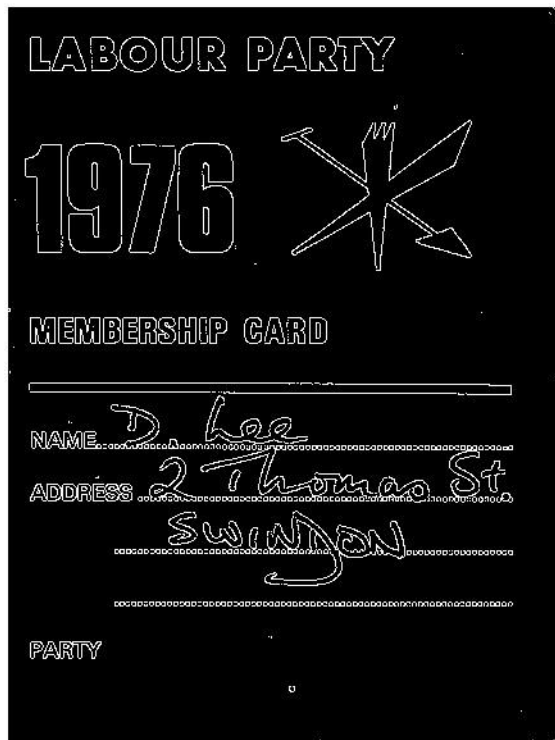 LABOUR PARTY
1976
MEMBERSHIP CARD
NAME D. Lee
ADDRESS 2 Thomas St.
SWINDON
PARTY